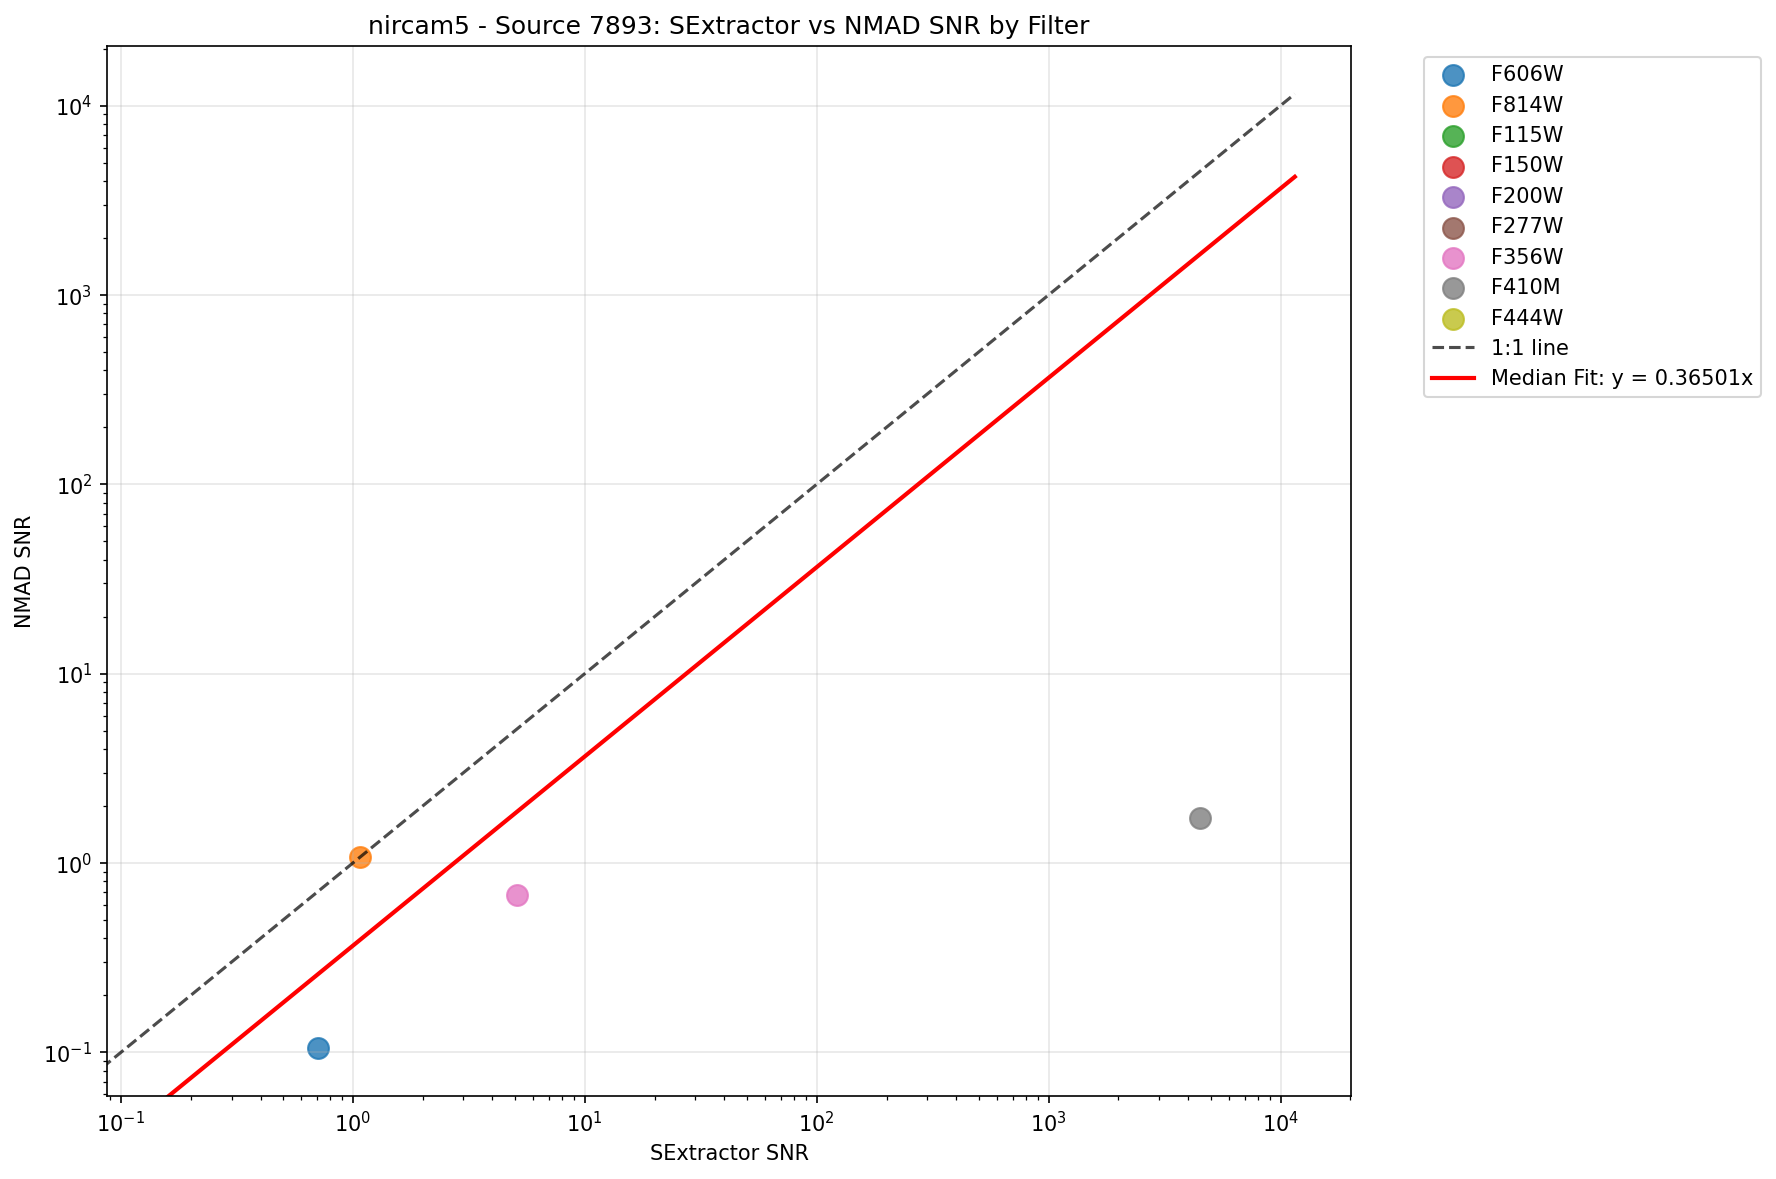 nircam5 - Source 7893: SExtractor vs NMAD SNR by Filter
F606W
F814W
F115W
F150W
F200W
F277W
F356W
F410M
F444W
1:1 line
Median Fit: y = 0.36501x
NMAD SNR
10⁴
10³
10²
10¹
10⁰
10⁻¹
10⁻¹ 10⁰ 10¹ 10² 10³ 10⁴
SExtractor SNR